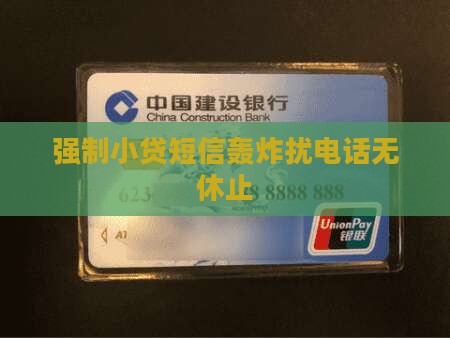 中国建设银行
China Construction Bank
强制小贷短信轰炸扰电话无
休止
623 8 8888 888
ATM
UnionPay
银联